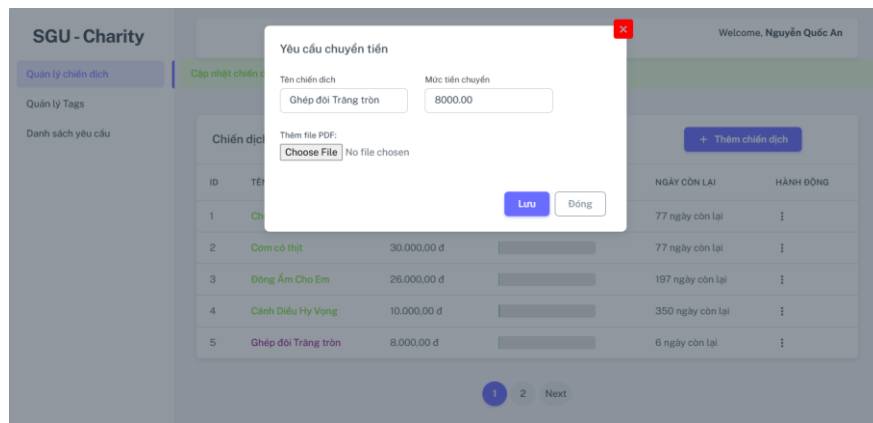 SGU - Charity
Welcome, Nguyễn Quốc An
Quản lý chiến dịch
Quản lý Tags
Danh sách yêu cầu
Cập nhật chiến
Yêu cầu chuyển tiền
×
Tên chiến dịch
Mức tiền chuyển
Ghép đôi Trăng tròn
8000.00
Thêm file PDF:
Choose File No file chosen
Lưu
Đóng
Chiến dịch
+ Thêm chiến dịch
ID
NGÀY CÒN LẠI
HÀNH ĐỘNG
1 77 ngày còn lại
2 Cơm có thịt 30.000,00 đ 77 ngày còn lại
3 Đông Ấm Cho Em 26.000,00 đ 197 ngày còn lại
4 Cánh Diều Hy Vọng 10.000,00 đ 350 ngày còn lại
5 Ghép đôi Trăng tròn 8.000,00 đ 6 ngày còn lại
1 2 Next